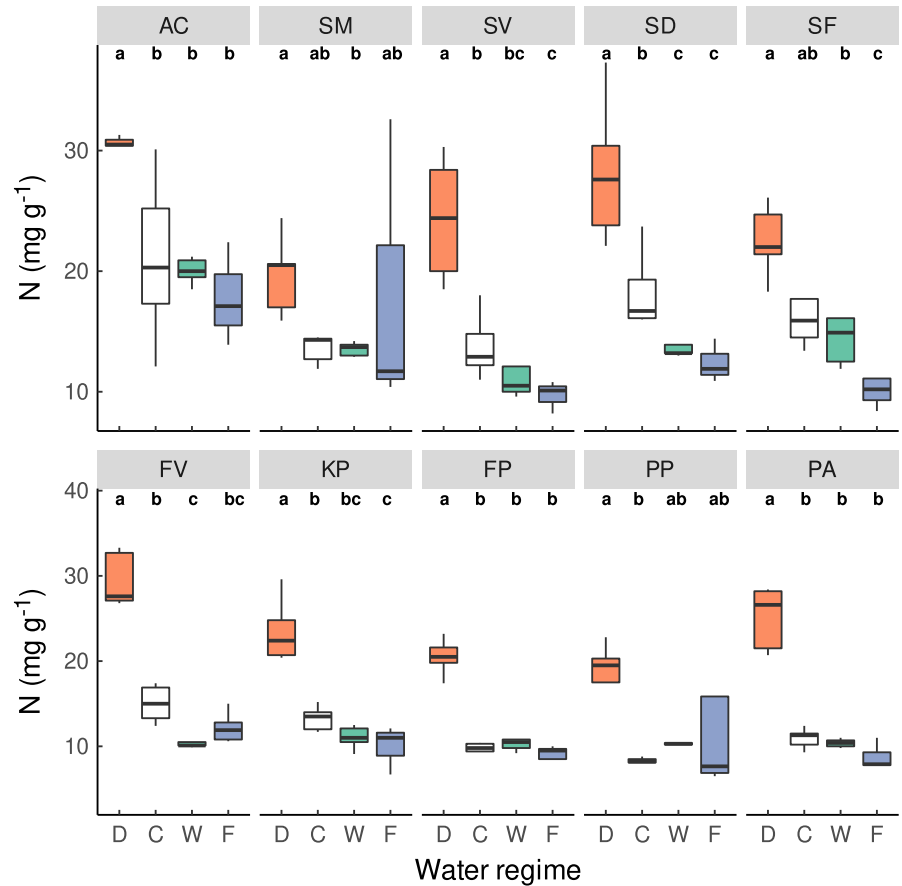 AC SM SV SD SF
a b b b a ab b ab a b bc c a b c c a ab b c
30
20
10
N (mg g⁻¹)
FV KP FP PP PA
a b c bc a b bc c a b b b a b ab ab a b b b
40
30
20
10
N (mg g⁻¹)
D C W F D C W F D C W F D C W F D C W F
Water regime